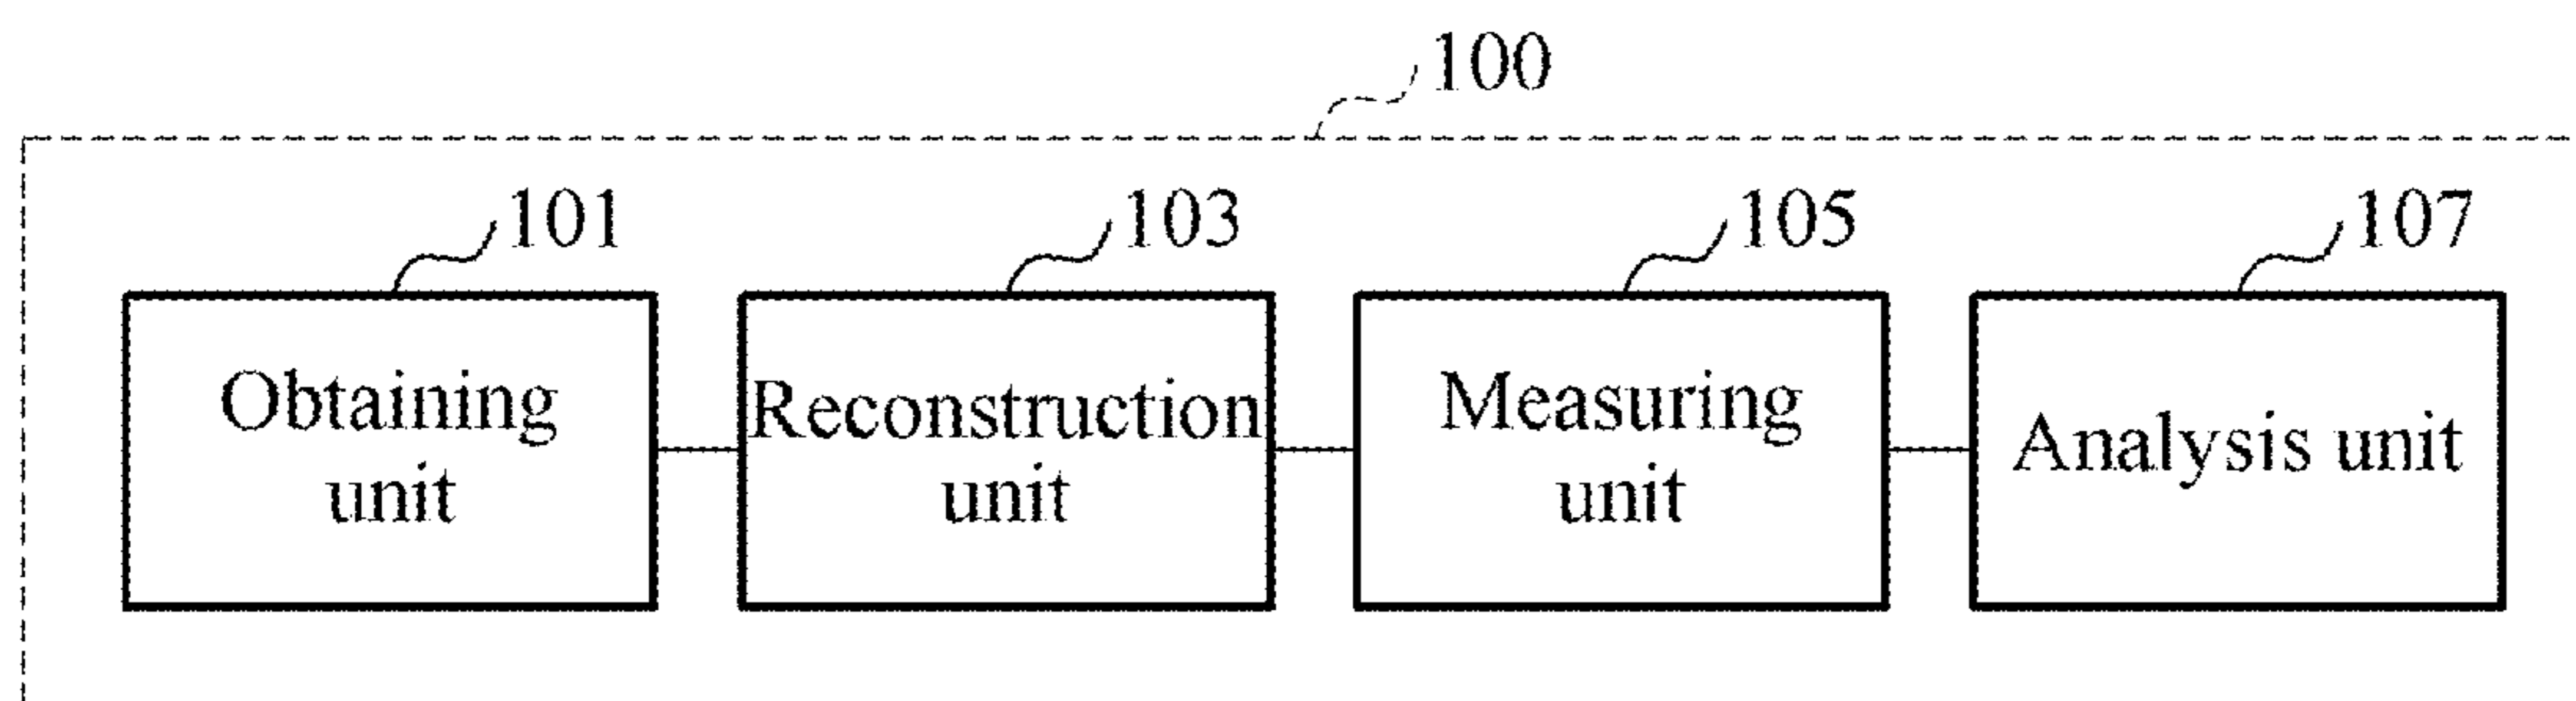 100
101
103
105
107
Obtaining
unit
Reconstruction
unit
Measuring
unit
Analysis unit